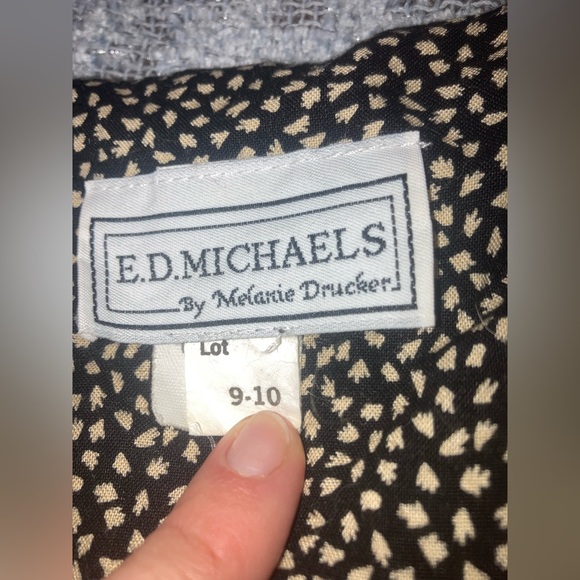 E.D.MICHAELS
By Melanie Drucker
Lot
9-10